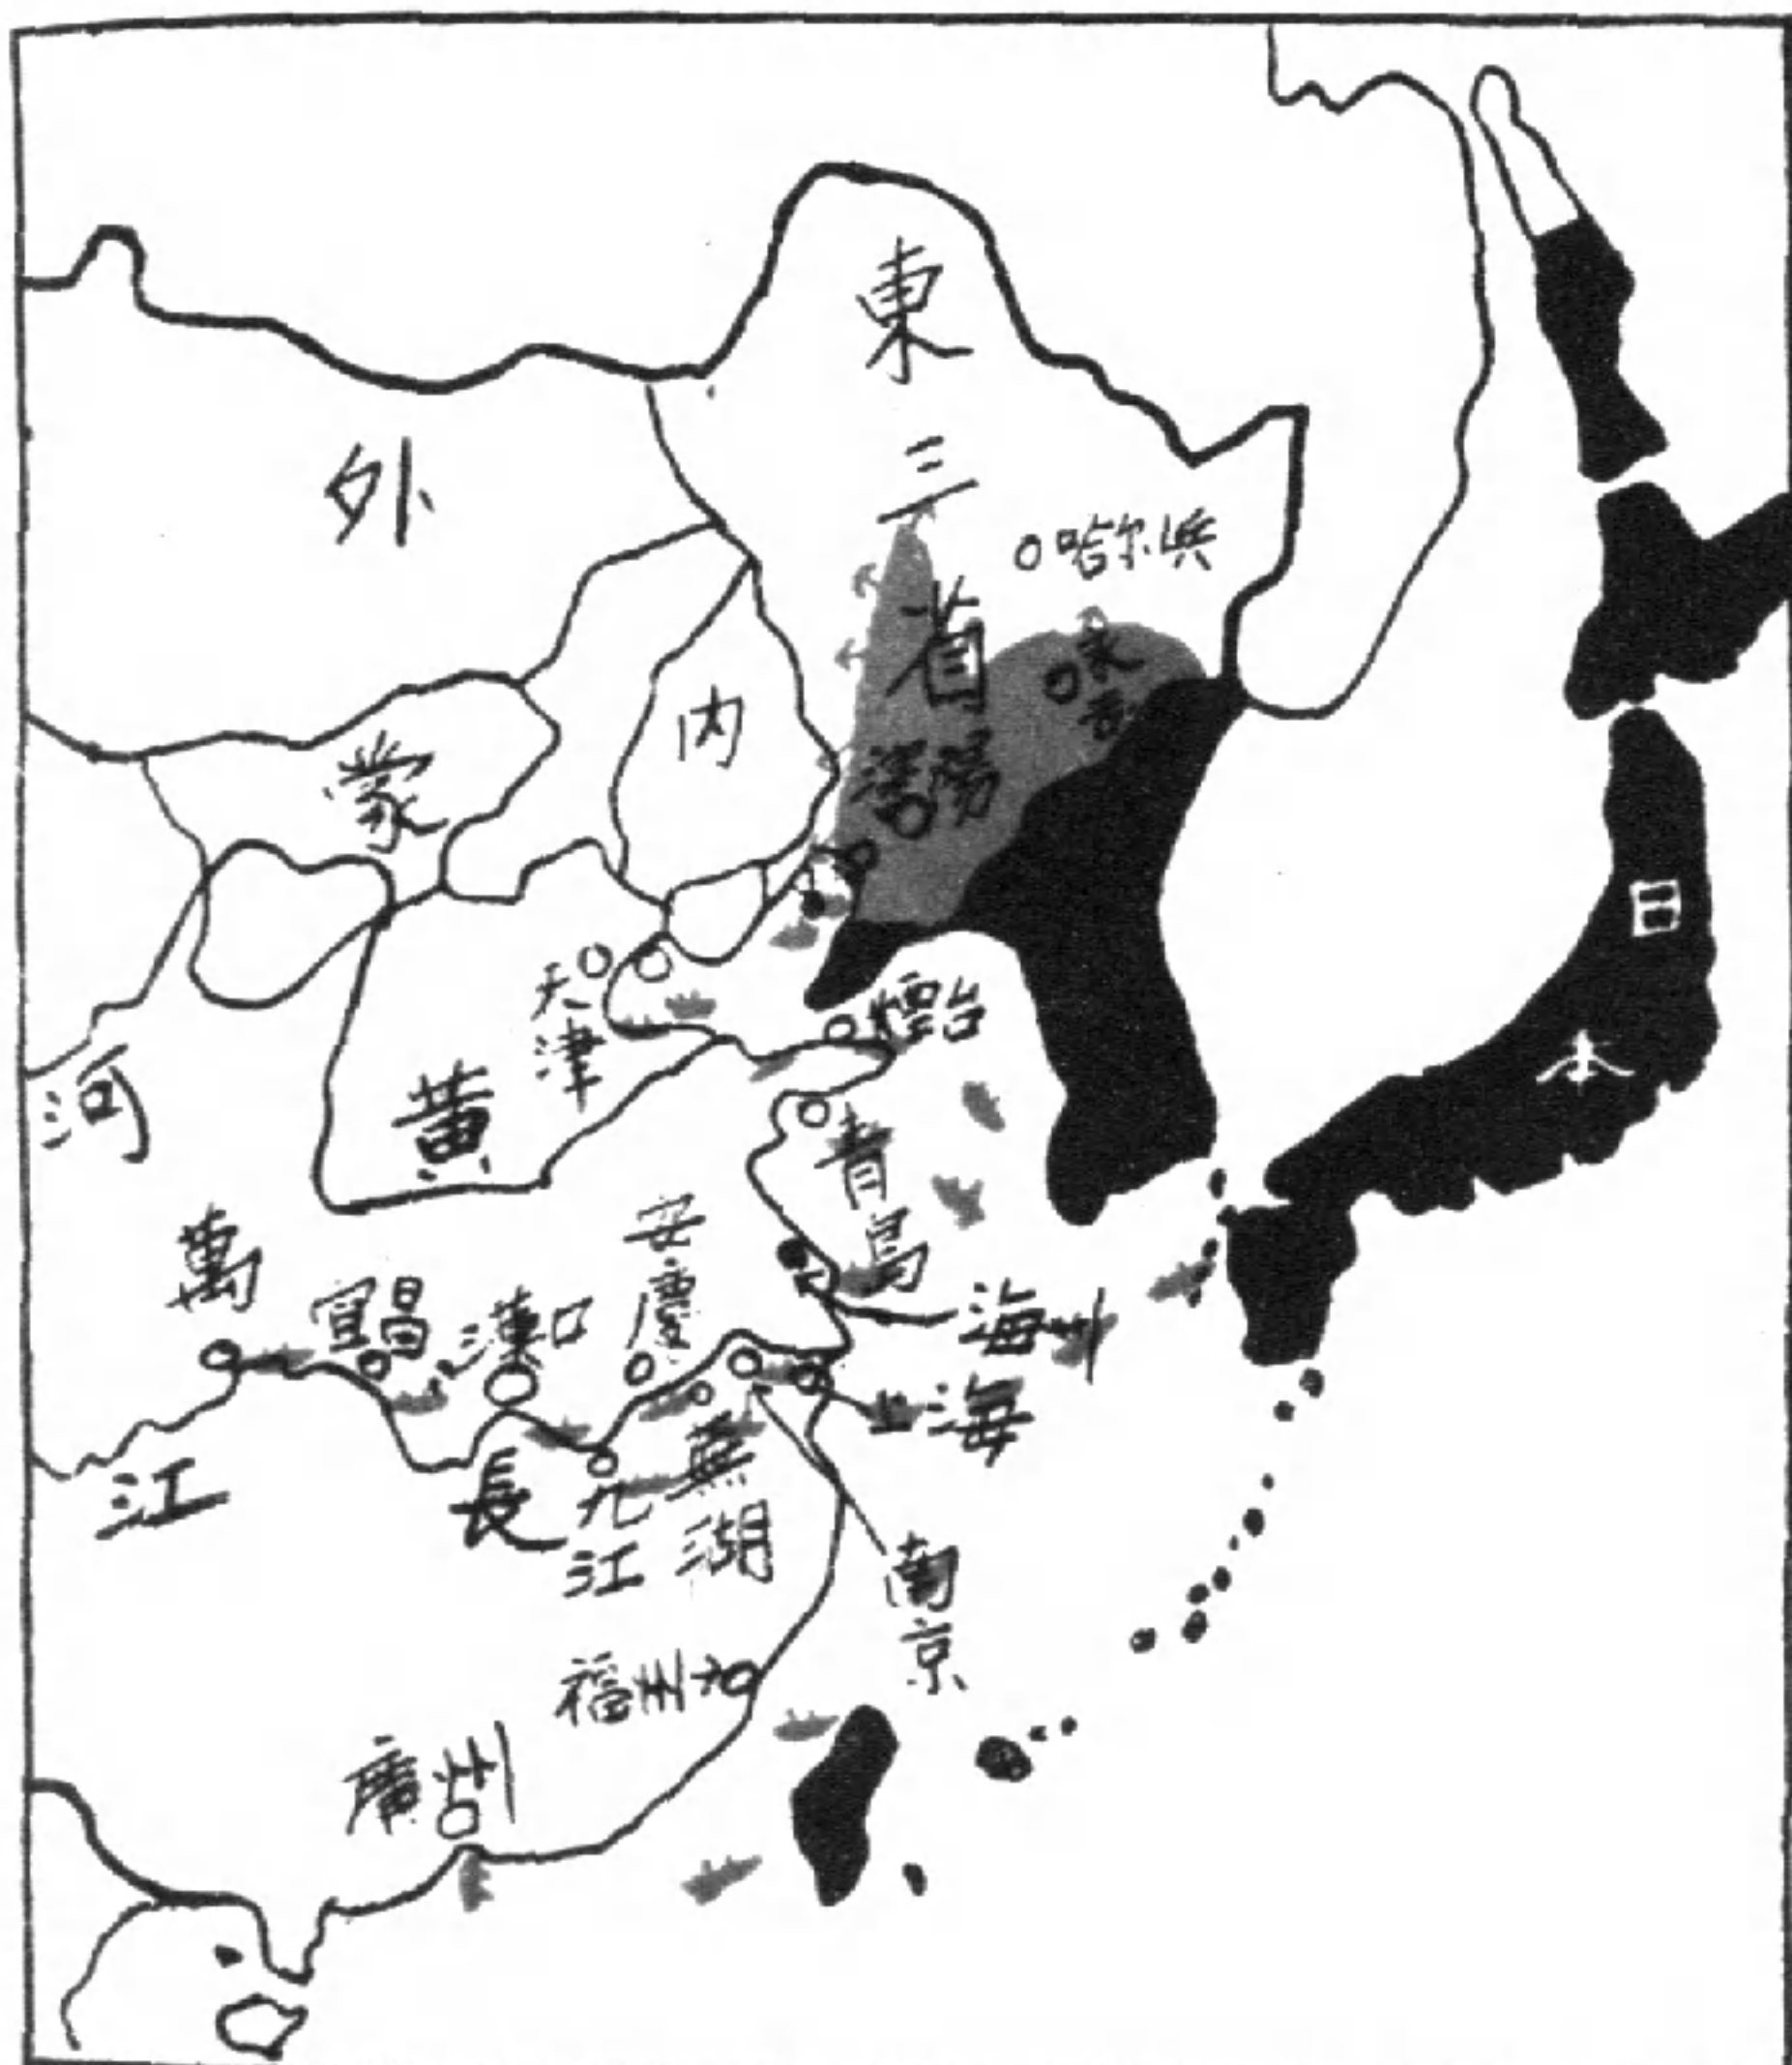 東三省
哈尔浜
外
蒙
内
瀋陽
日本
天津
煙台
青島
黃
河
萬
宜昌
漢口
安慶
海州
上海
江
長
九江
蕪湖
南京
福州
廣州